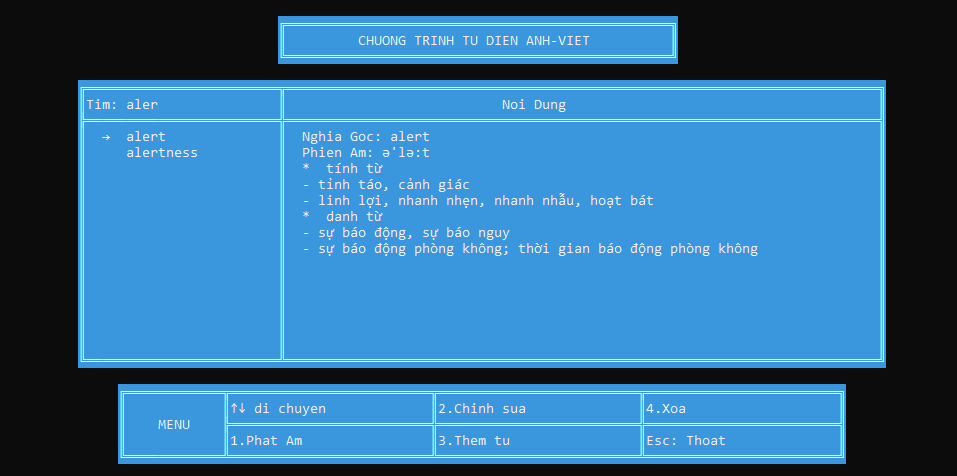 CHUONG TRINH TU DIEN ANH-VIET
Tim: aler
Noi Dung
→ alert
alertness
Nghia Goc: alert
Phien Am: ə'lə:t
* tính từ
- tỉnh táo, cảnh giác
- linh lợi, nhanh nhẹn, nhanh nhẫu, hoạt bát
* danh từ
- sự báo động, sự báo nguy
- sự báo động phòng không; thời gian báo động phòng không
MENU
↑↓ di chuyen
2.Chinh sua
4.Xoa
1.Phat Am
3.Them tu
Esc: Thoat